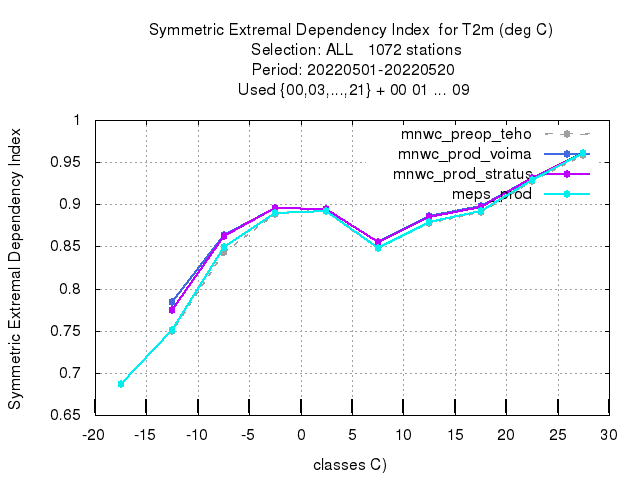 Symmetric Extremal Dependency Index  for T2m (deg C)
Selection: ALL   1072 stations
Period: 20220501-20220520
Used {00,03,...,21} + 00 01 ... 09
Symmetric Extremal Dependency Index
1
0.95
0.9
0.85
0.8
0.75
0.7
0.65
mnwc_preop_teho
mnwc_prod_voima
mnwc_prod_stratus
meps_prod
-20 -15 -10 -5 0 5 10 15 20 25 30
classes C)